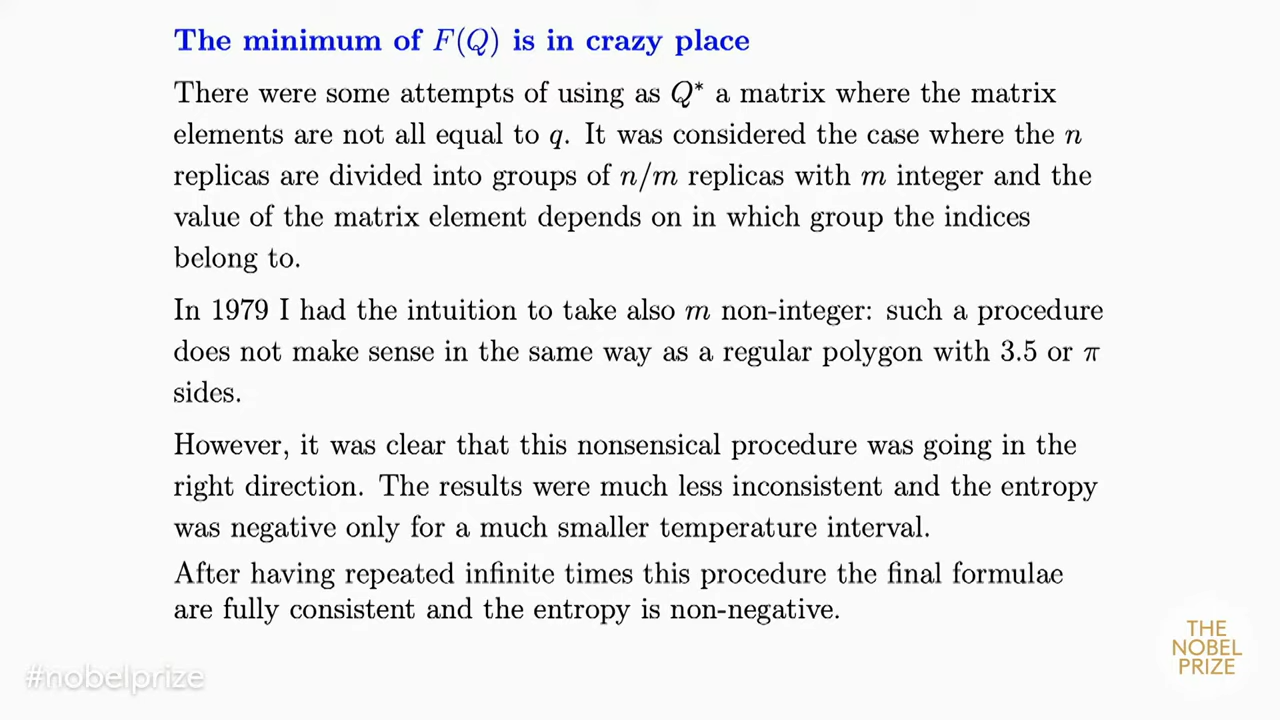 The minimum of F(Q) is in crazy place
There were some attempts of using as Q* a matrix where the matrix
elements are not all equal to q. It was considered the case where the n
replicas are divided into groups of n/m replicas with m integer and the
value of the matrix element depends on in which group the indices
belong to.
In 1979 I had the intuition to take also m non-integer: such a procedure
does not make sense in the same way as a regular polygon with 3.5 or π
sides.
However, it was clear that this nonsensical procedure was going in the
right direction. The results were much less inconsistent and the entropy
was negative only for a much smaller temperature interval.
After having repeated infinite times this procedure the final formulae
are fully consistent and the entropy is non-negative.
#nobelprize
THE
NOBEL
PRIZE